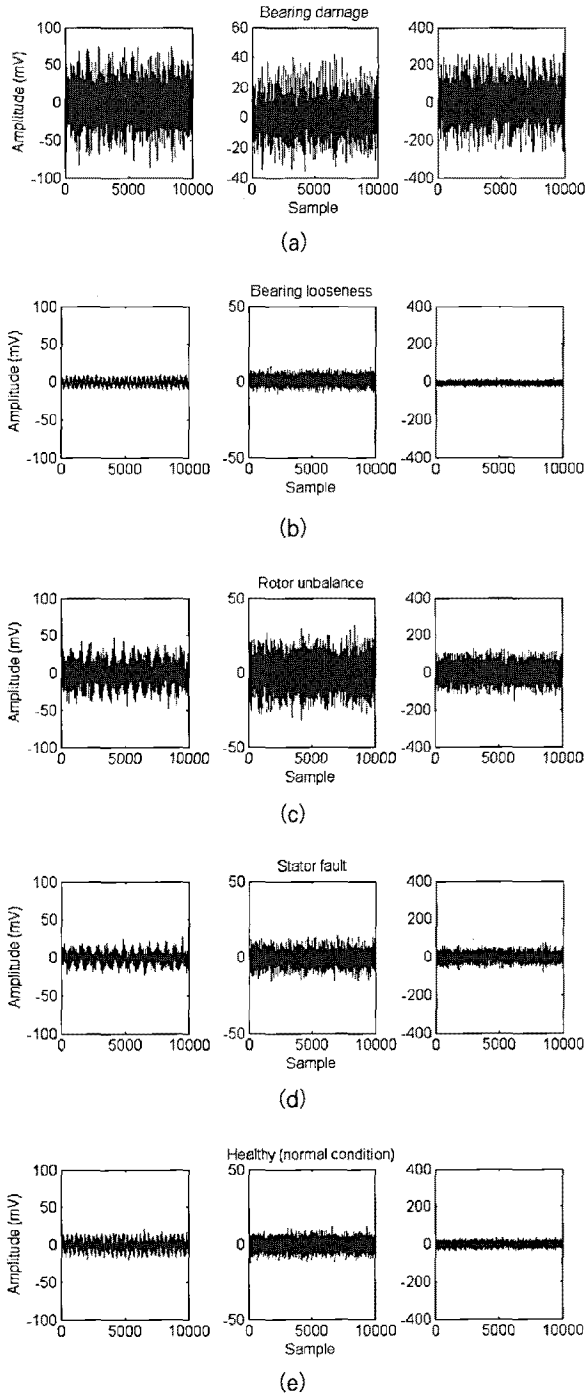 Bearing damage
100 60 400
50 40 200
0 20 0
-50 0 -200
-100 -20 -400
40
Amplitude (mV)
0 5000 10000 0 5000 10000 0 5000 10000
Sample
(a)
Bearing looseness
100 50 400
50 200
0 0 0
-50 -200
-100 -50 -400
Amplitude (mV)
0 5000 10000 0 5000 10000 0 5000 10000
Sample
(b)
Rotor unbalance
100 50 400
50 200
0 0 0
-50 -200
-100 -50 -400
Amplitude (mV)
0 5000 10000 0 5000 10000 0 5000 10000
Sample
(c)
Stator fault
100 50 400
50 200
0 0 0
-50 -200
-100 -50 -400
Amplitude (mV)
0 5000 10000 0 5000 10000 0 5000 10000
Sample
(d)
Healthy (normal condition)
100 50 400
50 200
0 0 0
-50 -200
-100 -50 -400
Amplitude (mV)
0 5000 10000 0 5000 10000 0 5000 10000
Sample
(e)